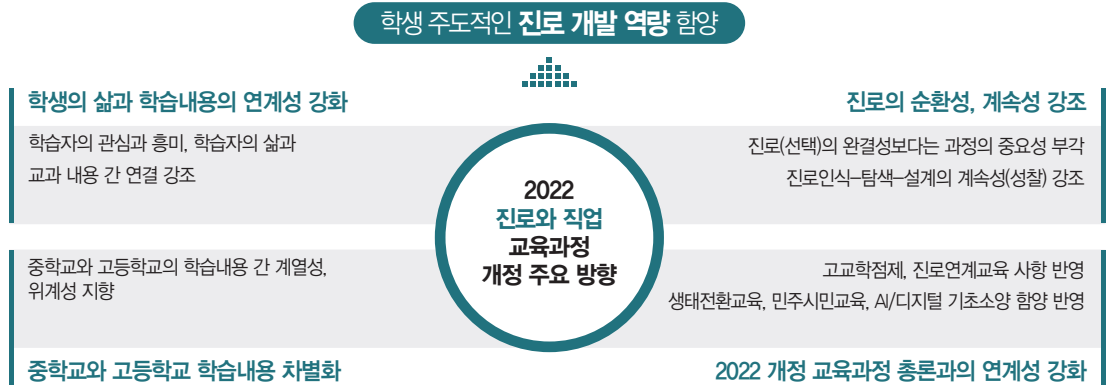 학생 주도적인 진로 개발 역량 함양
학생의 삶과 학습내용의 연계성 강화
학습자의 관심과 흥미, 학습자의 삶과
교과 내용 간 연결 강조
진로의 순환성, 계속성 강조
진로(선택)의 완결성보다는 과정의 중요성 부각
진로인식–탐색–설계의 계속성(성찰) 강조
2022
진로와 직업
교육과정
개정 주요 방향
중학교와 고등학교의 학습내용 간 계열성,
위계성 지향
중학교와 고등학교 학습내용 차별화
고교학점제, 진로연계교육 사항 반영
생태전환교육, 민주시민교육, AI/디지털 기초소양 함양 반영
2022 개정 교육과정 총론과의 연계성 강화